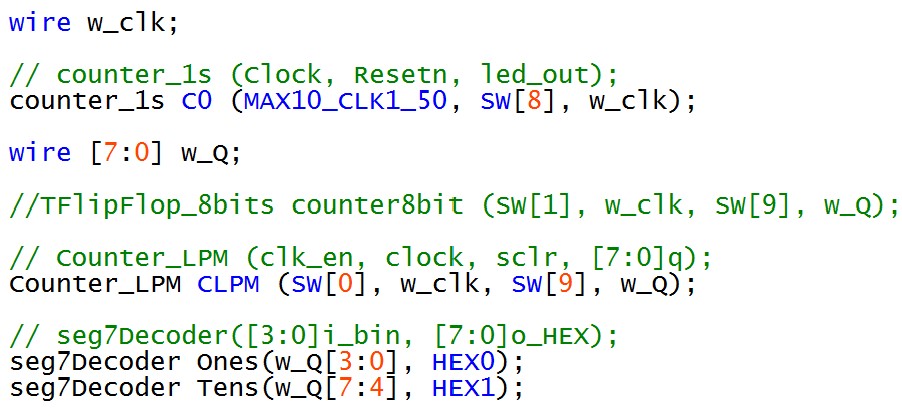 wire w_clk;
// counter_1s (Clock, Resetn, led_out);
counter_1s C0 (MAX10_CLK1_50, SW[8], w_clk);
wire [7:0] w_Q;
//TFlipFlop_8bits counter8bit (SW[1], w_clk, SW[9], w_Q);
// Counter_LPM (clk_en, clock, sclr, [7:0]q);
Counter_LPM CLPM (SW[0], w_clk, SW[9], w_Q);
// seg7Decoder([3:0]i_bin, [7:0]o_HEX);
seg7Decoder Ones(w_Q[3:0], HEX0);
seg7Decoder Tens(w_Q[7:4], HEX1);